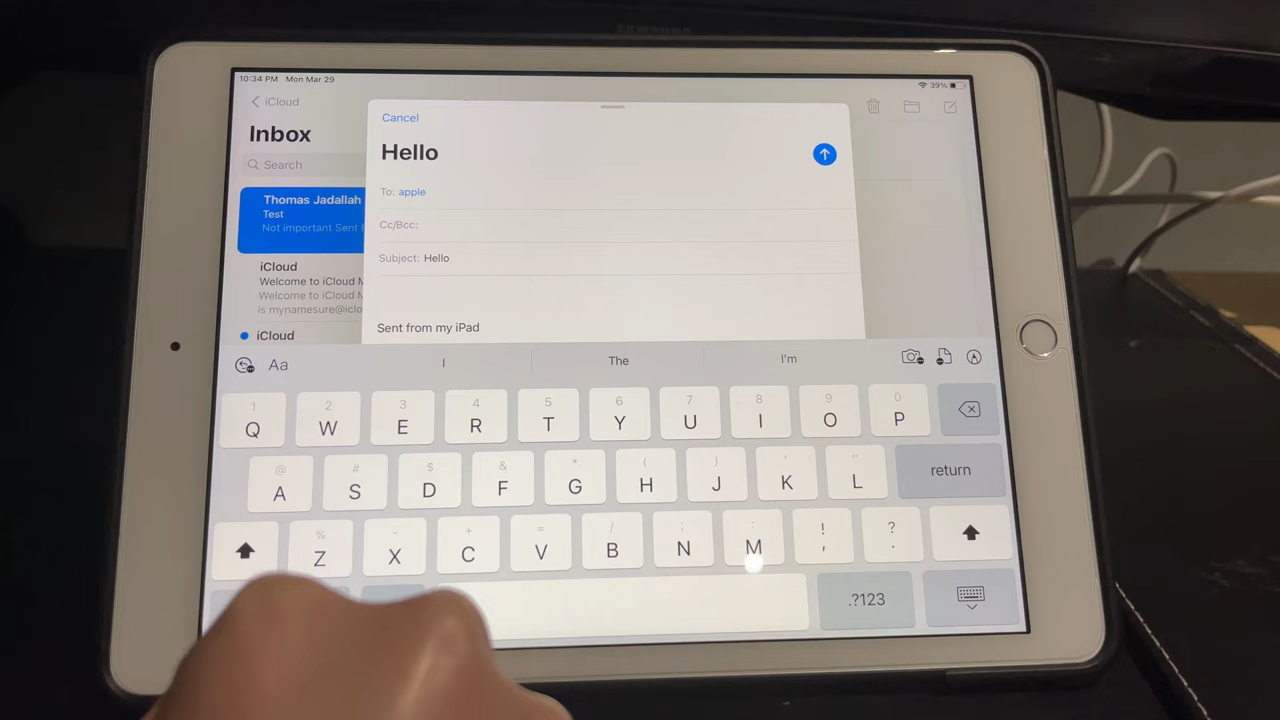 SAMSUNG
10:34 PM Mon Mar 29
39%
iCloud
Inbox
Search
Thomas Jadallah
Test
Not important Sent f
iCloud
Welcome to iCloud M
Welcome to iCloud M
is mynamesure@iclo
iCloud
Cancel
Hello
To: apple
Cc/Bcc:
Subject: Hello
Sent from my iPad
Aa I The I'm
1 2 3 4 5 6 7 8 9 0
Q W E R T Y U I O P
@ # $ & * ( ) ' "
A S D F G H J K L return
% - + = / ; : ! ?
Z X C V B N M , .
.?123